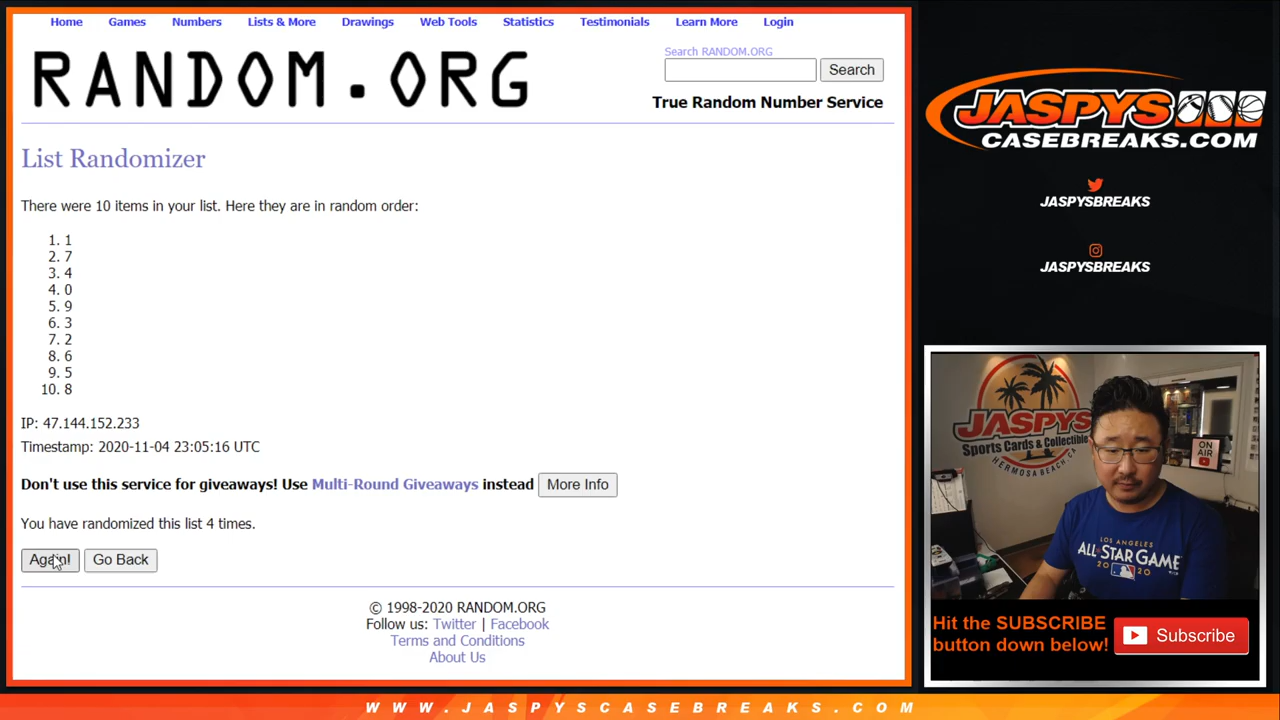 Home Games Numbers Lists & More Drawings Web Tools Statistics Testimonials Learn More Login
RANDOM.ORG
Search RANDOM.ORG
Search
True Random Number Service
List Randomizer
There were 10 items in your list. Here they are in random order:
1. 1
2. 7
3. 4
4. 0
5. 9
6. 3
7. 2
8. 6
9. 5
10. 8
IP: 47.144.152.233
Timestamp: 2020-11-04 23:05:16 UTC
Don't use this service for giveaways! Use Multi-Round Giveaways instead More Info
You have randomized this list 4 times.
Again! Go Back
© 1998-2020 RANDOM.ORG
Follow us: Twitter | Facebook
Terms and Conditions
About Us
JASPYS
CASEBREAKS.COM
JASPYSBREAKS
JASPYSBREAKS
JASPYS
Sports Cards & Collectible
HERMOSA BEACH, CA
ON
AIR
LOS ANGELES
ALL STAR GAME
2020
Hit the SUBSCRIBE
button down below!
Subscribe
WWW.JASPYSCASEBREAKS.COM